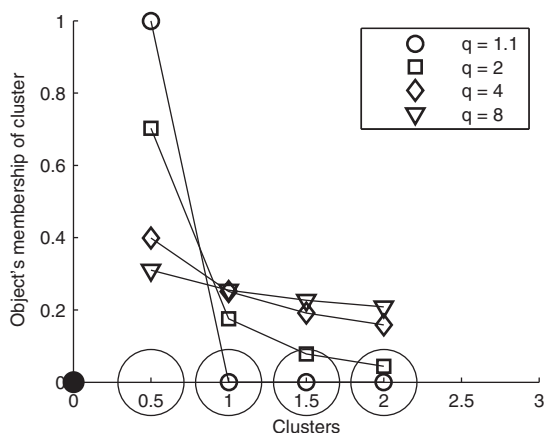 1
0.8
0.6
0.4
0.2
0
Object's membership of cluster
q = 1.1
q = 2
q = 4
q = 8
0 0.5 1 1.5 2 2.5 3
Clusters